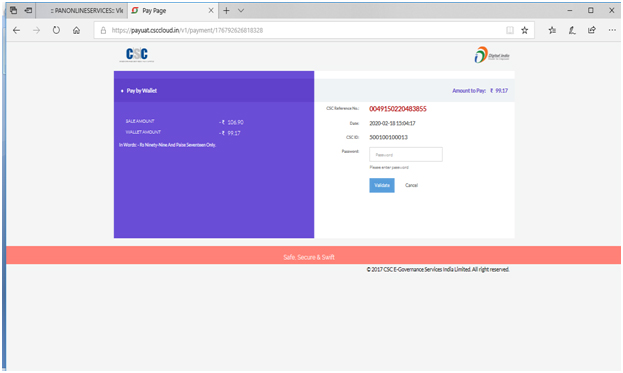 :: PANONLINESERVICES:: Vle
Pay Page
https://payuat.csccloud.in/v1/payment/178792626818328
CSC
Digital India
Pay by Wallet
Amount to Pay: ₹ 99.17
SALE AMOUNT - ₹ 106.90
WALLET AMOUNT - ₹ 99.17
In Words: - Rs Ninety-Nine And Paise Seventeen Only.
CSC Reference No.: 0049150220483855
Date: 2020-02-18 13:04:17
CSC ID: 500100100013
Password:
Password
Please enter password
Validate Cancel
Safe, Secure & Swift
© 2017 CSC E-Governance Services India Limited. All right reserved.